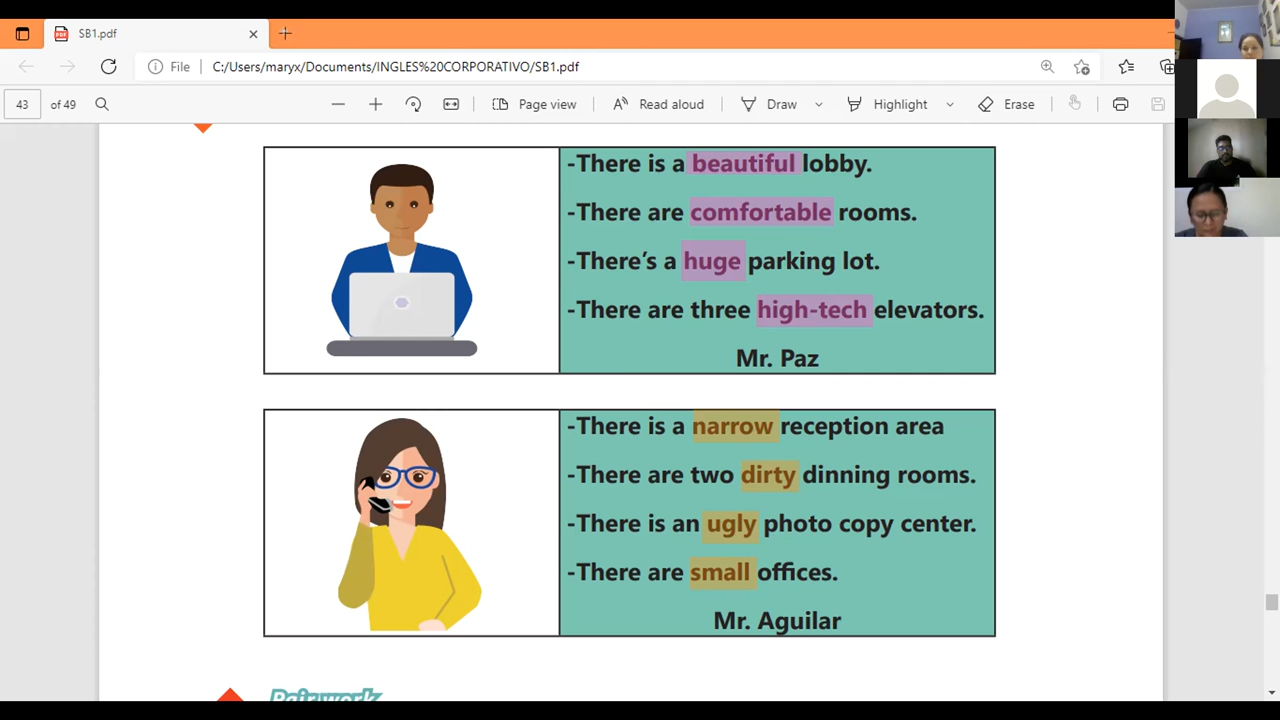 SB1.pdf
File C:/Users/maryx/Documents/INGLES%20CORPORATIVO/SB1.pdf
43 of 49 Page view Read aloud Draw Highlight Erase
-There is a beautiful lobby.
-There are comfortable rooms.
-There's a huge parking lot.
-There are three high-tech elevators.
Mr. Paz
-There is a narrow reception area
-There are two dirty dinning rooms.
-There is an ugly photo copy center.
-There are small offices.
Mr. Aguilar
Pair work